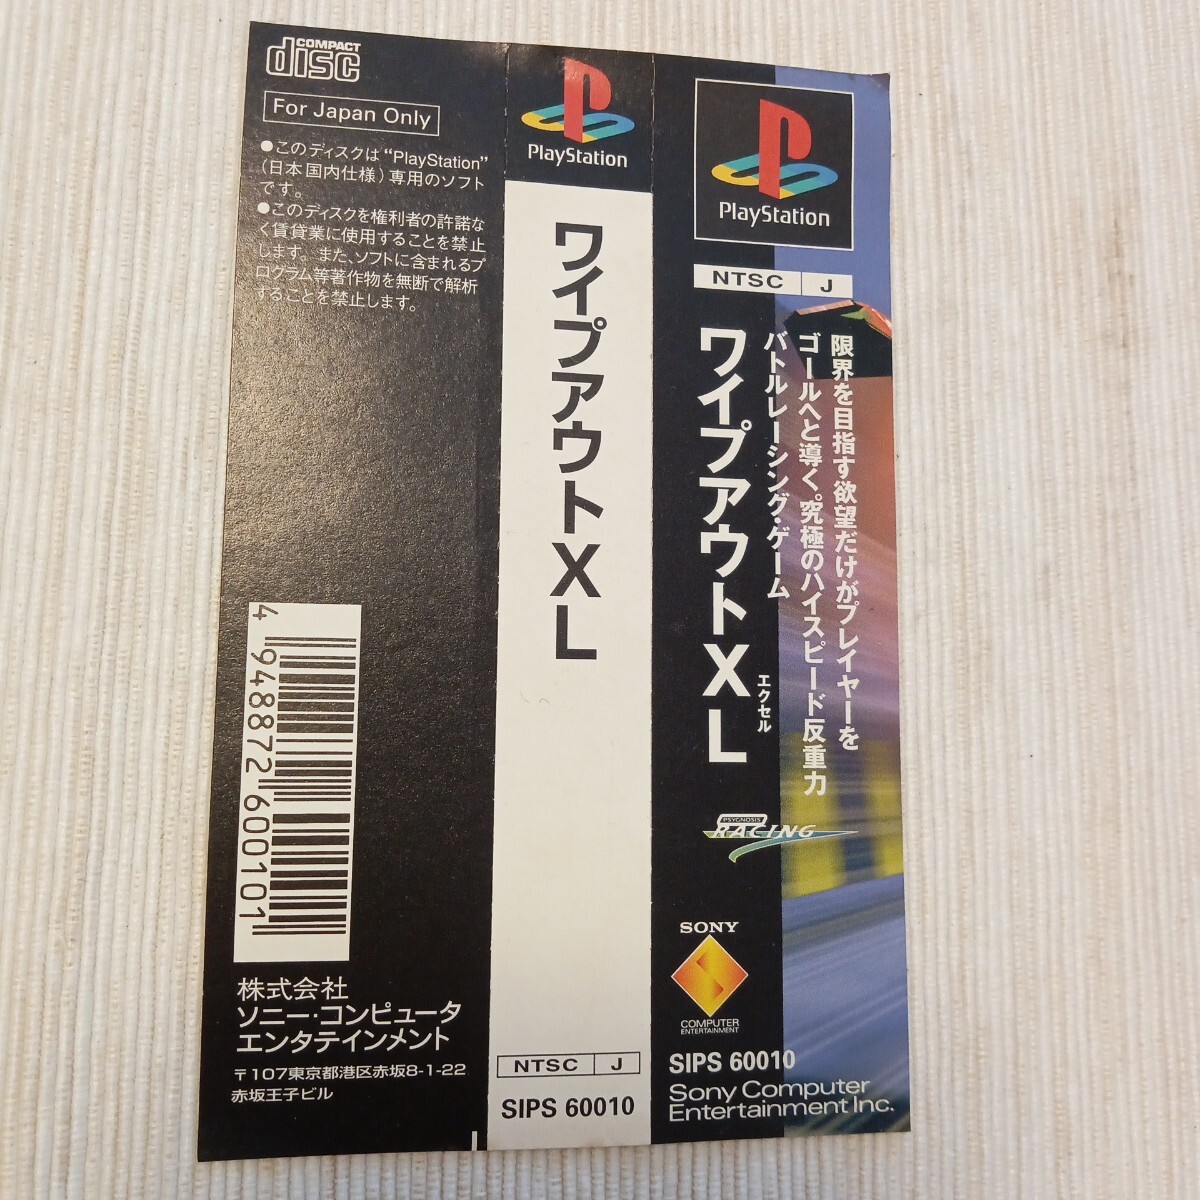 COMPACT
disc
For Japan Only
●このディスクは“PlayStation”
(日本国内仕様)専用のソフト
です。
●このディスクを権利者の許諾な
く賃貸業に使用することを禁止
します。また、ソフトに含まれるプ
ログラム等著作物を無断で解析
することを禁止します。
4 948872 600101
株式会社
ソニー・コンピュータ
エンタテインメント
〒107東京都港区赤坂8-1-22
赤坂王子ビル
PlayStation
ワイプアウトXL
NTSC J
SIPS 60010
PlayStation
NTSC J
限界を目指す欲望だけがプレイヤーを
ゴールへと導く。究極のハイスピード反重力
バトルレーシング・ゲーム
ワイプアウトXL
エクセル
PSYGNOSIS
RACING
SONY
COMPUTER
ENTERTAINMENT
SIPS 60010
Sony Computer
Entertainment Inc.